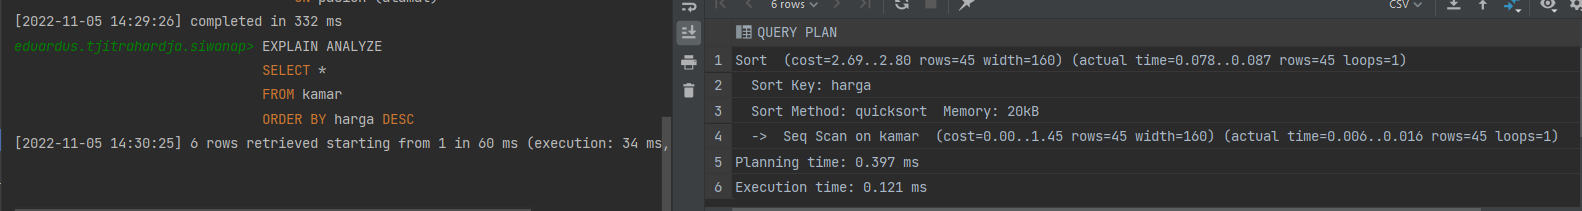 ON pasien (alamat)
[2022-11-05 14:29:26] completed in 332 ms
eduardus.tjitrahardja.siwanap> EXPLAIN ANALYZE
SELECT *
FROM kamar
ORDER BY harga DESC
[2022-11-05 14:30:25] 6 rows retrieved starting from 1 in 60 ms (execution: 34 ms,
6 rows
CSV
QUERY PLAN
1 Sort  (cost=2.69..2.80 rows=45 width=160) (actual time=0.078..0.087 rows=45 loops=1)
2 Sort Key: harga
3 Sort Method: quicksort  Memory: 20kB
4 ->  Seq Scan on kamar  (cost=0.00..1.45 rows=45 width=160) (actual time=0.006..0.016 rows=45 loops=1)
5 Planning time: 0.397 ms
6 Execution time: 0.121 ms